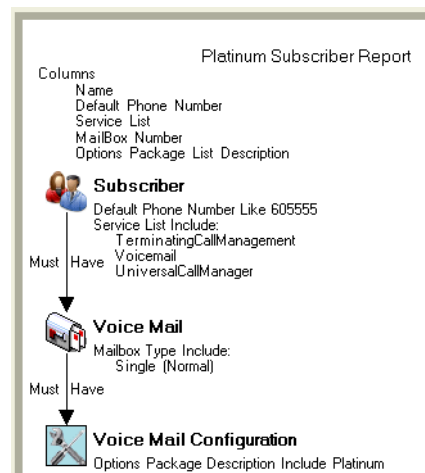 Platinum Subscriber Report
Columns
Name
Default Phone Number
Service List
MailBox Number
Options Package List Description
Subscriber
Default Phone Number Like 605555
Service List Include:
TerminatingCallManagement
Voicemail
UniversalCallManager
Must Have
Voice Mail
Mailbox Type Include:
Single (Normal)
Must Have
Voice Mail Configuration
Options Package Description Include Platinum